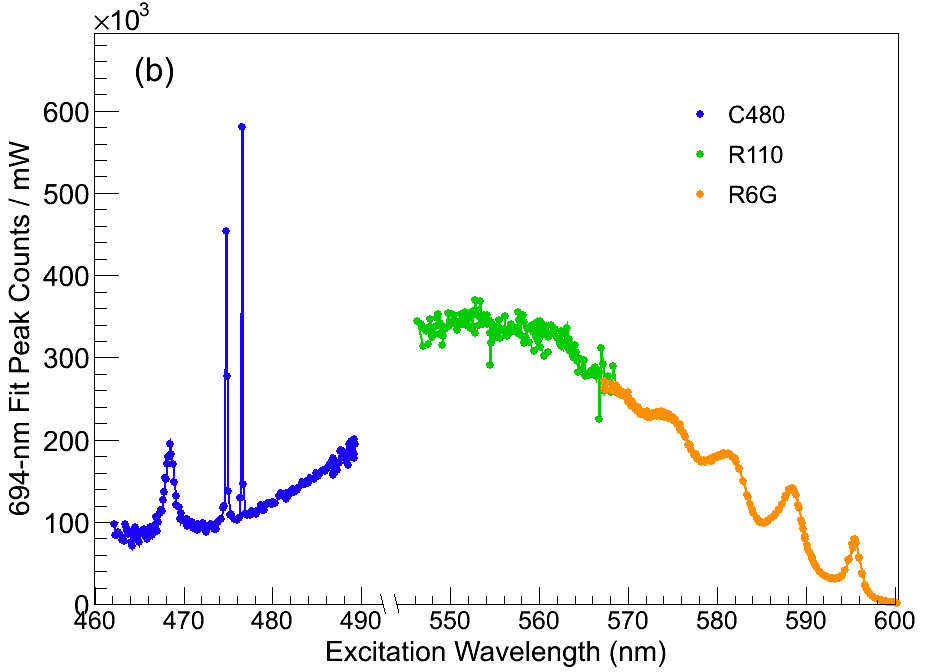 ×10³
(b)
600
500
400
300
200
100
0
694-nm Fit Peak Counts / mW
C480
R110
R6G
460 470 480 490 550 560 570 580 590 600
Excitation Wavelength (nm)